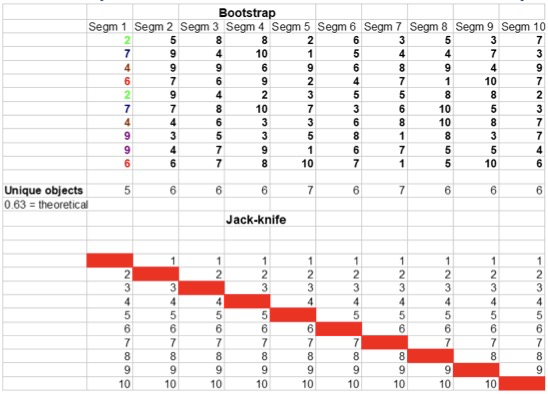 Bootstrap
Segm 1 Segm 2 Segm 3 Segm 4 Segm 5 Segm 6 Segm 7 Segm 8 Segm 9 Segm 10
2 5 8 8 2 6 3 5 3 7
7 9 4 10 1 5 4 4 7 3
4 9 9 6 9 6 8 9 4 9
6 7 6 9 2 4 7 1 10 7
2 9 4 2 3 5 5 8 8 2
7 7 8 10 7 3 6 10 5 3
4 4 6 3 3 6 8 10 8 7
9 3 5 3 5 8 1 8 3 7
9 4 7 9 1 6 7 5 5 4
6 6 7 8 10 7 1 5 10 6
Unique objects 5 6 6 6 7 6 7 6 6 6
0.63 = theoretical
Jack-knife
1 1 1 1 1 1 1 1 1
2 2 2 2 2 2 2 2 2
3 3 3 3 3 3 3 3 3
4 4 4 4 4 4 4 4 4
5 5 5 5 5 5 5 5 5
6 6 6 6 6 6 6 6 6
7 7 7 7 7 7 7 7 7
8 8 8 8 8 8 8 8 8
9 9 9 9 9 9 9 9 9
10 10 10 10 10 10 10 10 10